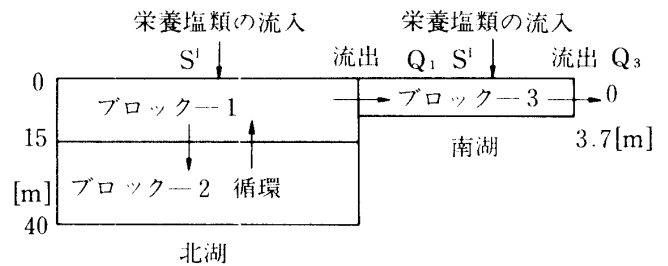 栄養塩類の流入 栄養塩類の流入
Sⁱ 流出 Q₁ Sⁱ 流出 Q₃
0 ブロック—1 ブロック—3 0
15 南湖 3.7[m]
[m] ブロック—2 循環
40
北湖